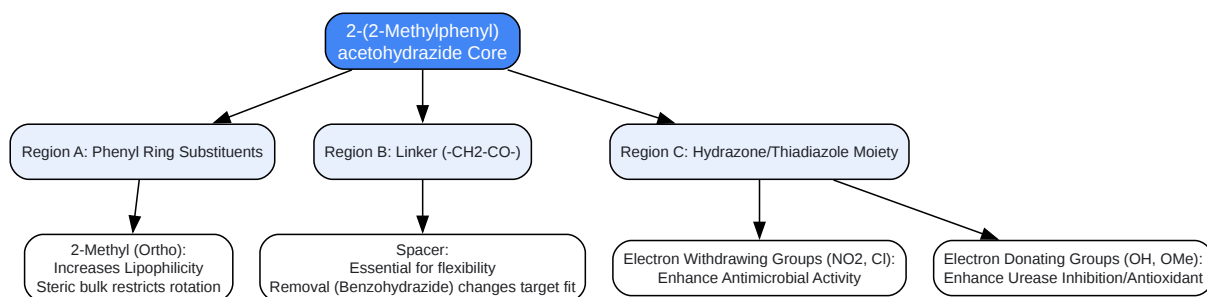 2-(2-Methylphenyl)
acetohydrazide Core
Region A: Phenyl Ring Substituents
Region B: Linker (-CH2-CO-)
Region C: Hydrazone/Thiadiazole Moiety
2-Methyl (Ortho):
Increases Lipophilicity
Steric bulk restricts rotation
Spacer:
Essential for flexibility
Removal (Benzohydrazide) changes target fit
Electron Withdrawing Groups (NO2, Cl):
Enhance Antimicrobial Activity
Electron Donating Groups (OH, OMe):
Enhance Urease Inhibition/Antioxidant